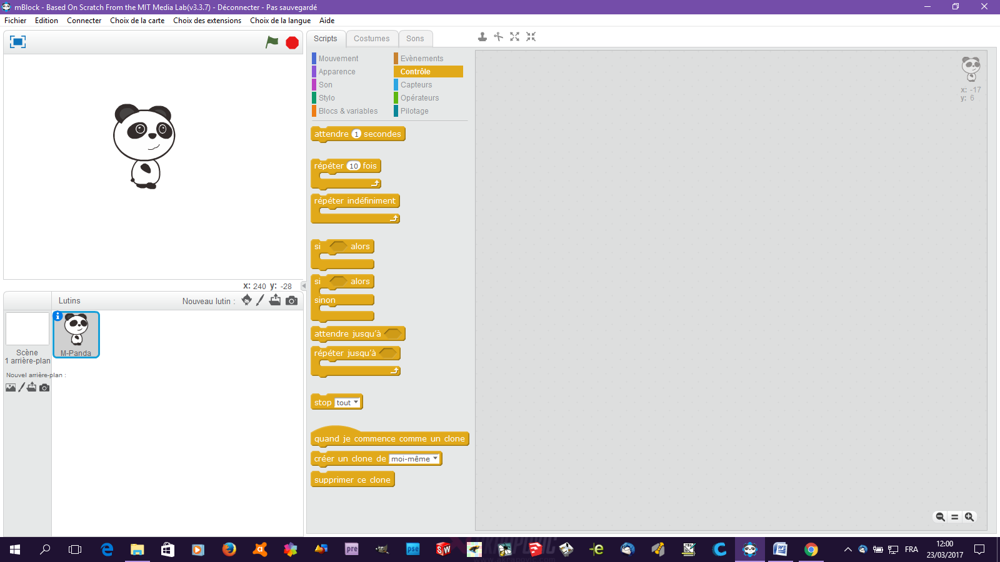 mBlock - Based On Scratch From the MIT Media Lab(v3.3.7) - Déconnecter - Pas sauvegardé
Fichier Edition Connecter Choix de la carte Choix des extensions Choix de la langue Aide
Scripts Costumes Sons
Mouvement Evènements
Apparence Contrôle
Son Capteurs
Stylo Opérateurs
Blocs & variables Pilotage
attendre 1 secondes
répéter 10 fois
répéter indéfiniment
si alors
si alors
sinon
attendre jusqu'à
répéter jusqu'à
stop tout
quand je commence comme un clone
créer un clone de moi-même
supprimer ce clone
x: -17
y: 6
x: 240 y: -28
Lutins Nouveau lutin :
M-Panda
Scène
1 arrière-plan
Nouvel arrière-plan :
pre
pse
SW
FRA
12:00
23/03/2017